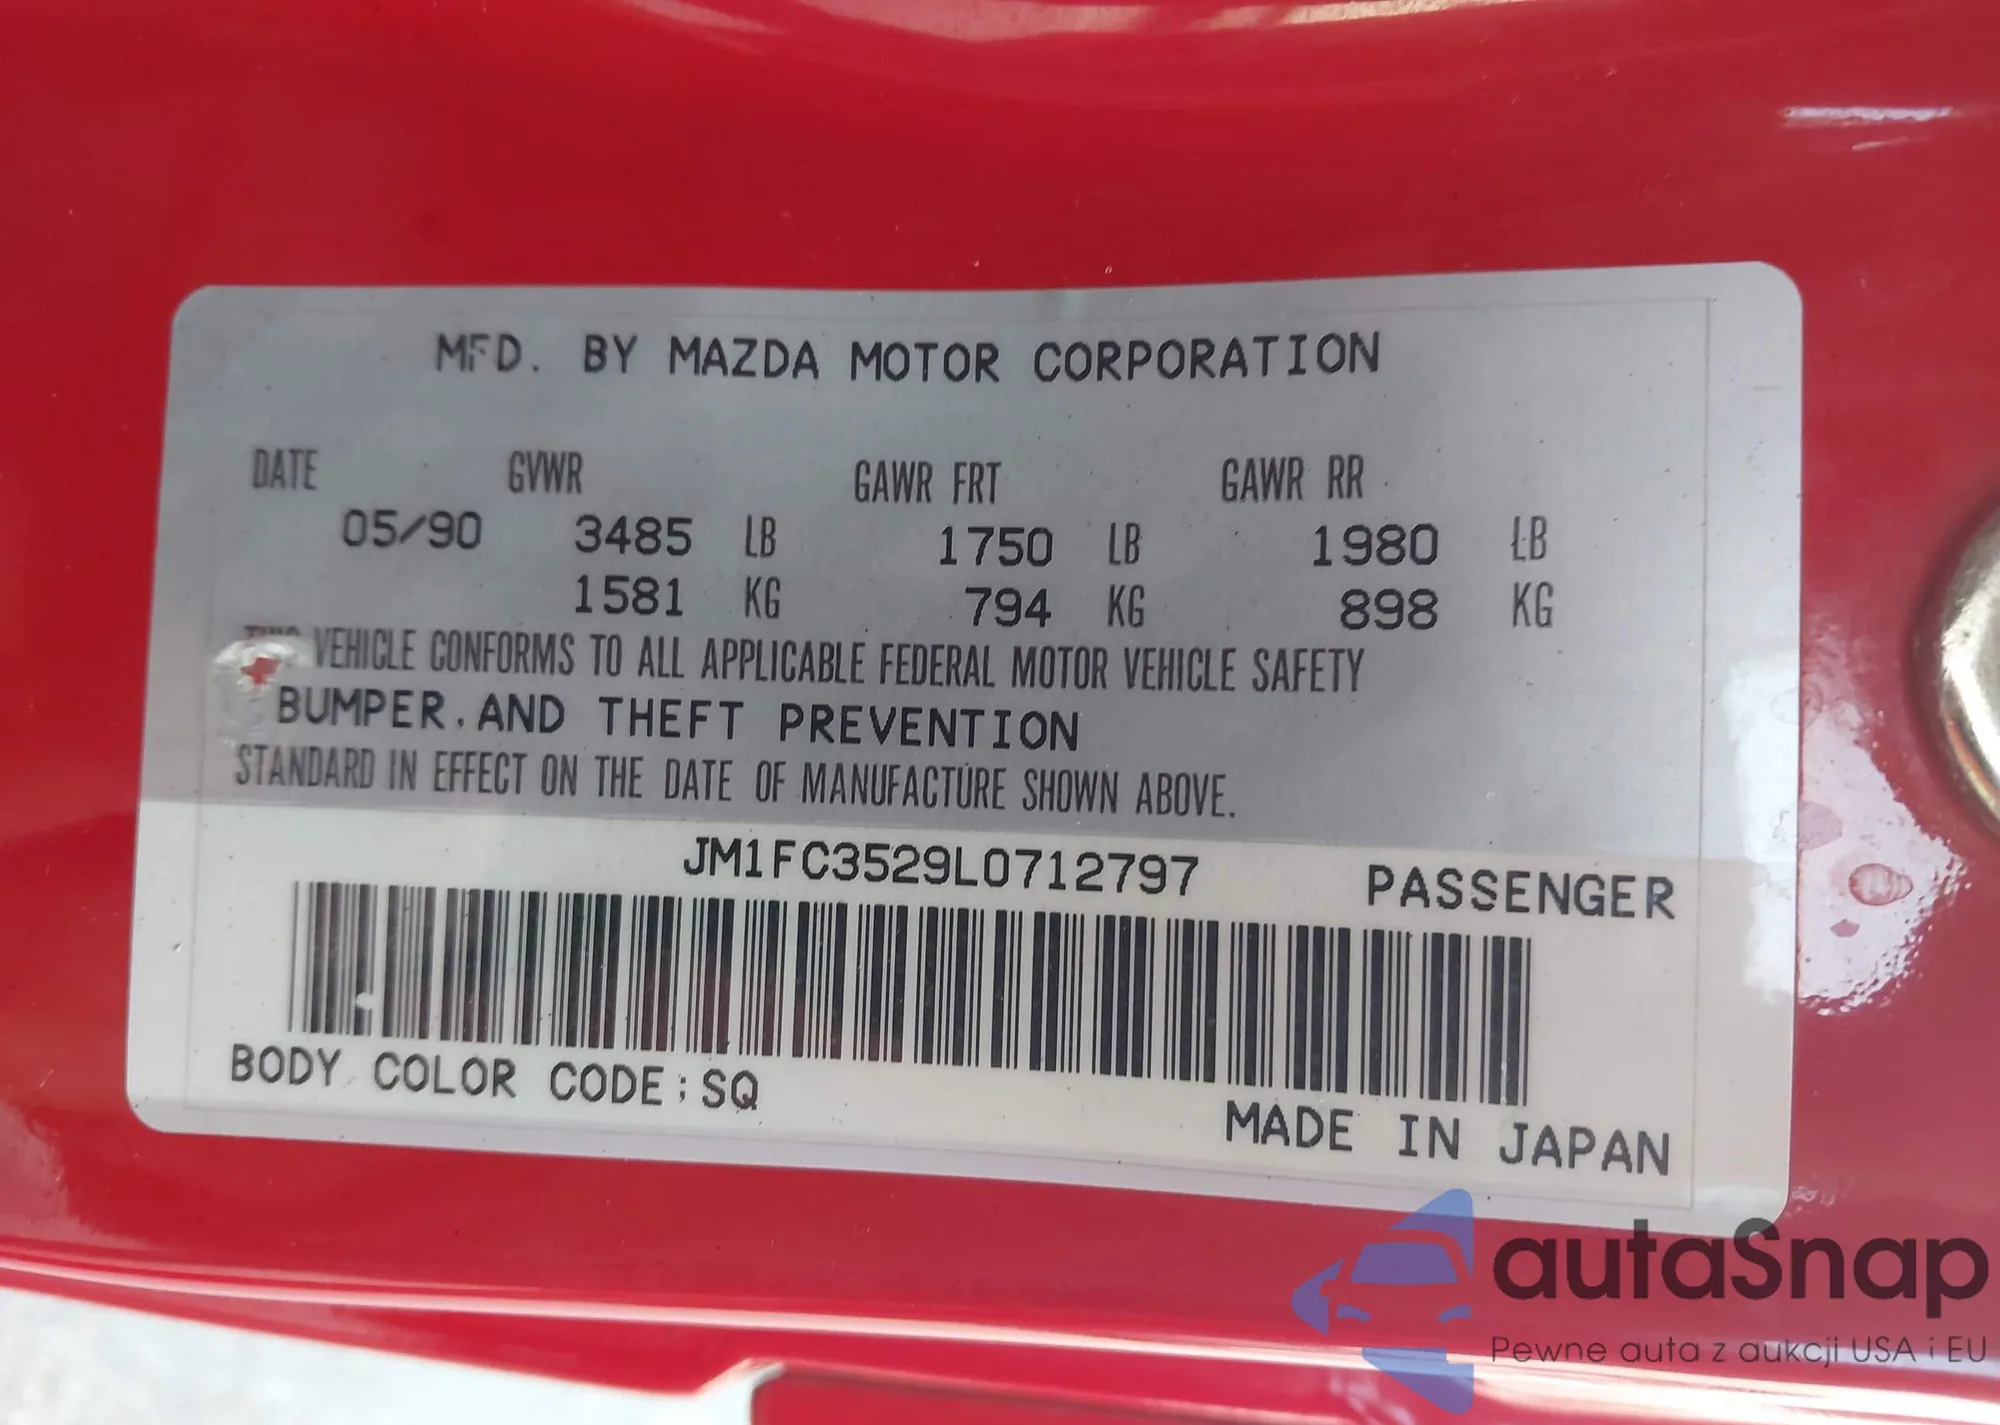 MFD. BY MAZDA MOTOR CORPORATION
DATE GVWR GAWR FRT GAWR RR
05/90 3485 LB 1750 LB 1980 LB
1581 KG 794 KG 898 KG
VEHICLE CONFORMS TO ALL APPLICABLE FEDERAL MOTOR VEHICLE SAFETY
BUMPER, AND THEFT PREVENTION
STANDARD IN EFFECT ON THE DATE OF MANUFACTURE SHOWN ABOVE.
JM1FC3529L0712797 PASSENGER
BODY COLOR CODE;SQ
MADE IN JAPAN
autaSnap
Pewne auta z aukcji USA i EU